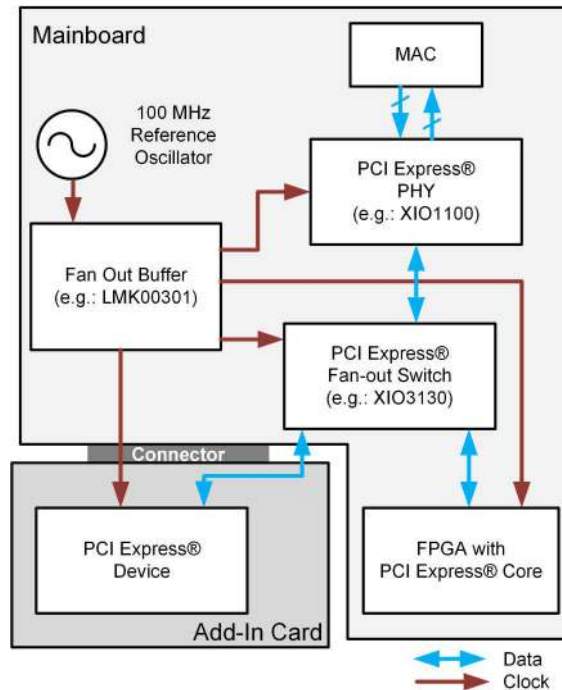 Mainboard
MAC
100 MHz
Reference
Oscillator
PCI Express®
PHY
(e.g.: XIO1100)
Fan Out Buffer
(e.g.: LMK00301)
PCI Express®
Fan-out Switch
(e.g.: XIO3130)
Connector
PCI Express®
Device
FPGA with
PCI Express® Core
Add-In Card
Data
Clock